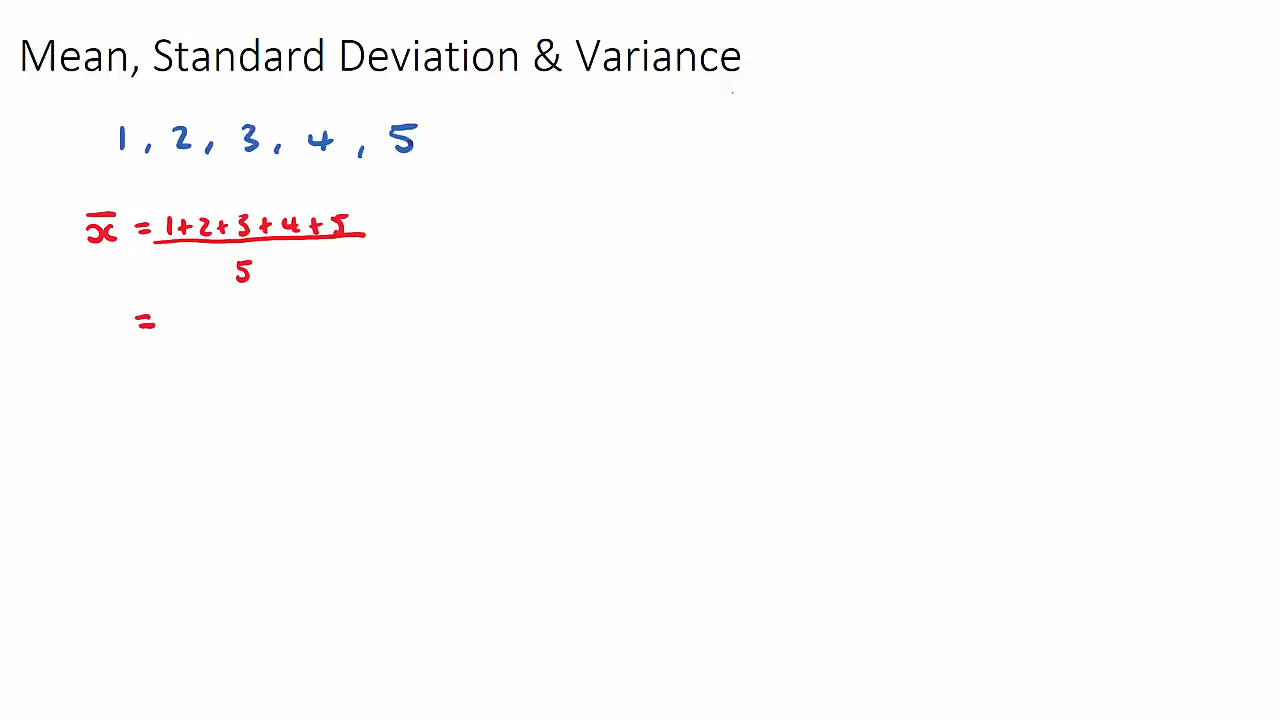 Mean, Standard Deviation & Variance
1, 2, 3, 4, 5
x̄ = 1+2+3+4+5
5
=